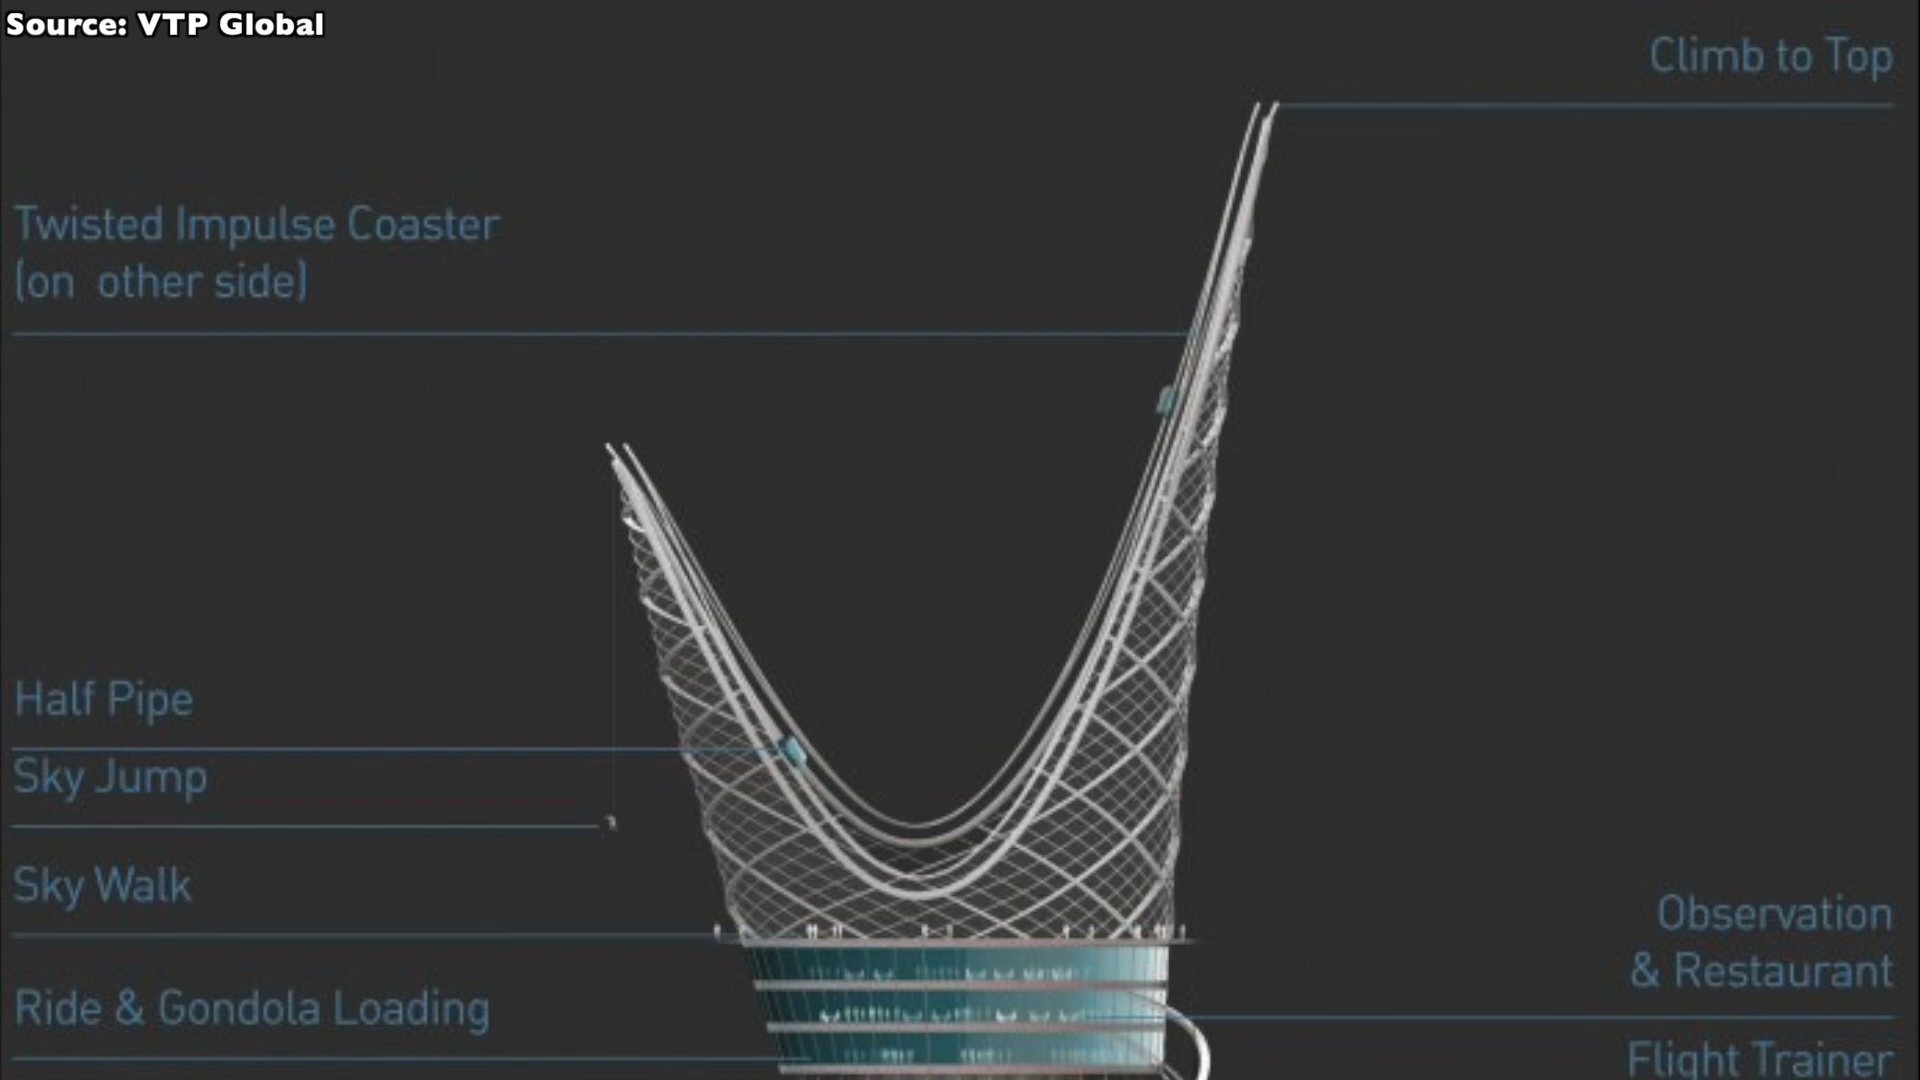 Source: VTP Global
Climb to Top
Twisted Impulse Coaster
(on other side)
Half Pipe
Sky Jump
Sky Walk
Observation
& Restaurant
Ride & Gondola Loading
Flight Trainer